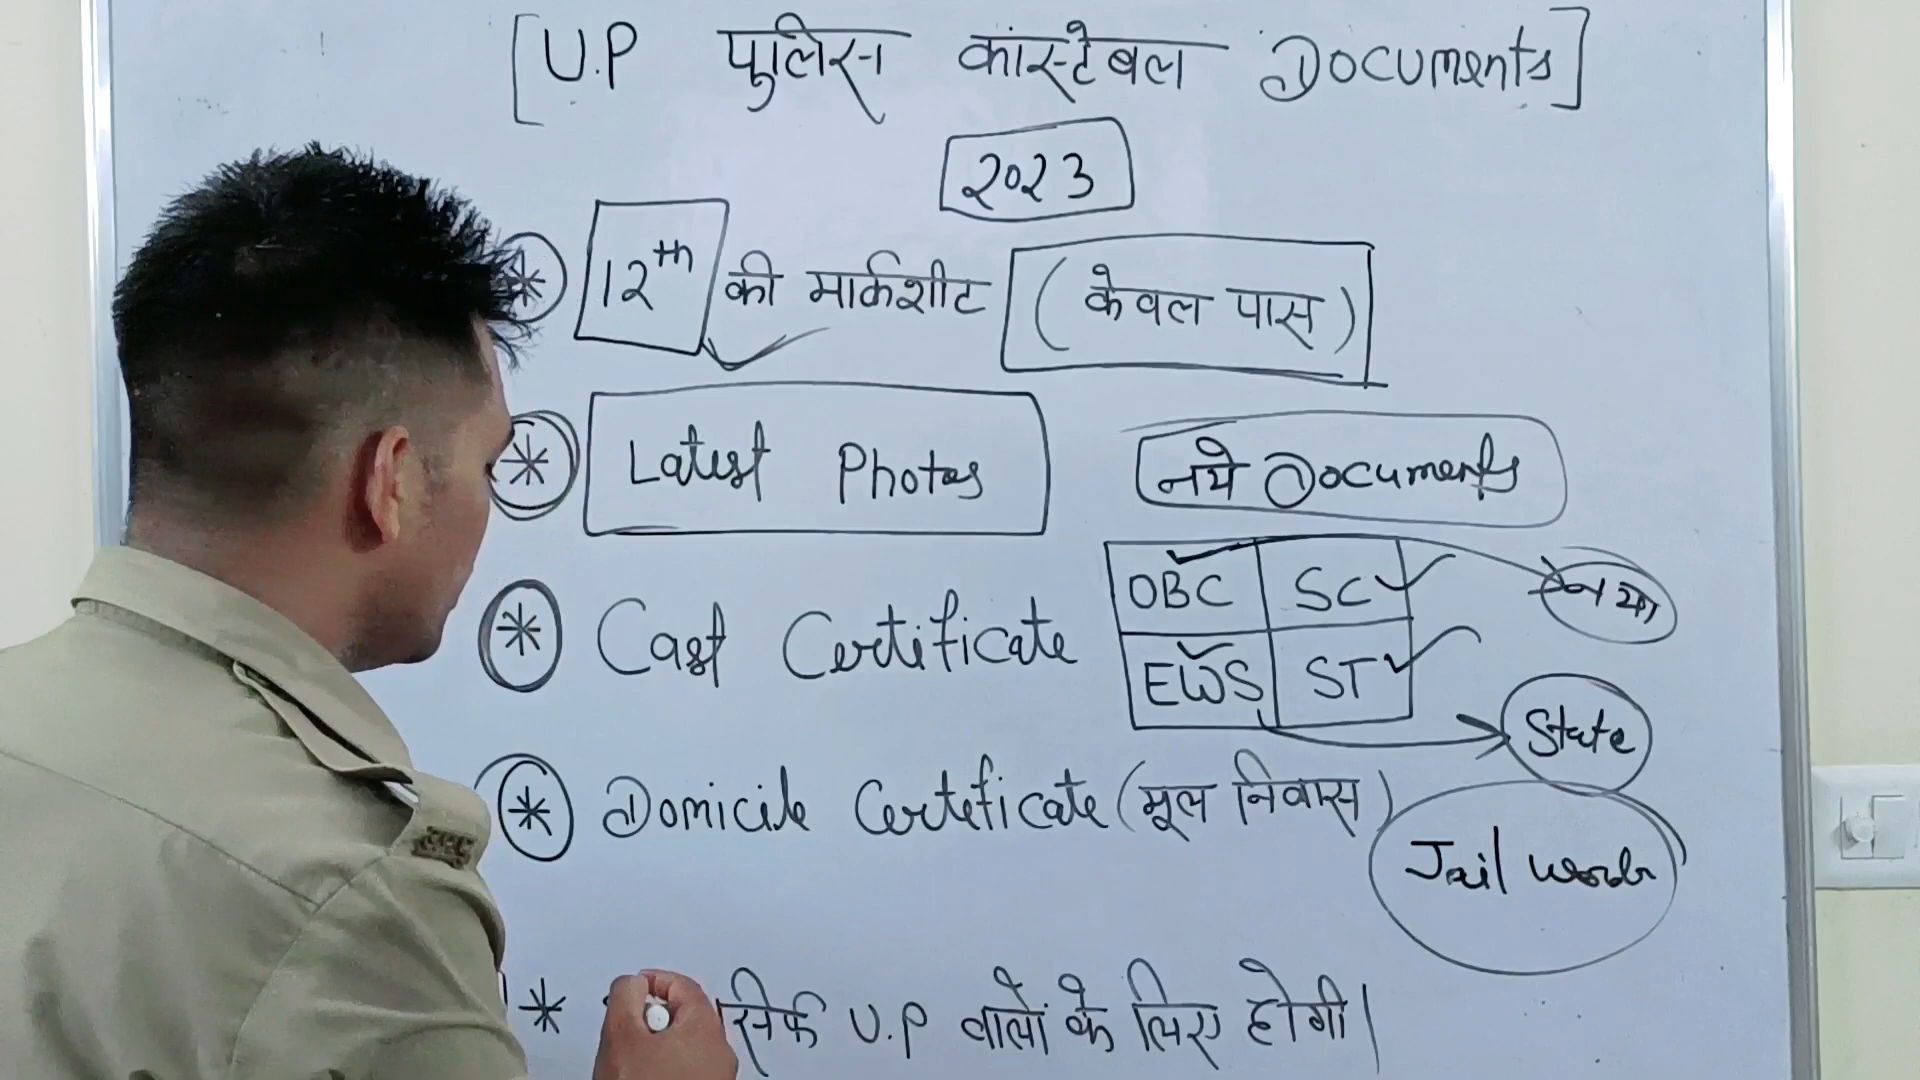 [U.P पुलिस कांस्टेबल Documents]
2023
* 12th की मार्कशीट (केवल पास)
* Latest Photos
नये Documents
* Cast Certificate
OBC SC
EWS ST
नया
State
* Domicile Certificate (मूल निवास)
Jail
* सिर्फ U.P वालों के लिए होगी।